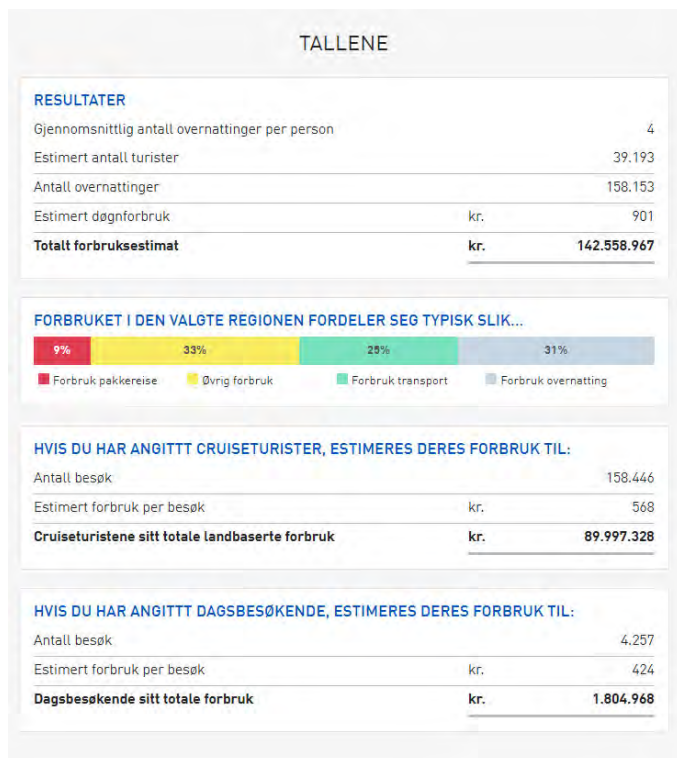 TALLENE
RESULTATER
Gjennomsnittlig antall overnattinger per person 4
Estimert antall turister 39.193
Antall overnattinger 158.153
Estimert døgnforbruk kr. 901
Totalt forbruksestimat kr. 142.558.967
FORBRUKET I DEN VALGTE REGIONEN FORDELER SEG TYPISK SLIK...
9% 33% 25% 31%
Forbruk pakkereise Øvrig forbruk Forbruk transport Forbruk overnatting
HVIS DU HAR ANGITTT CRUISETURISTER, ESTIMERES DERES FORBRUK TIL:
Antall besøk 158.446
Estimert forbruk per besøk kr. 568
Cruiseturistene sitt totale landbaserte forbruk kr. 89.997.328
HVIS DU HAR ANGITTT DAGSBESØKENDE, ESTIMERES DERES FORBRUK TIL:
Antall besøk 4.257
Estimert forbruk per besøk kr. 424
Dagsbesøkende sitt totale forbruk kr. 1.804.968